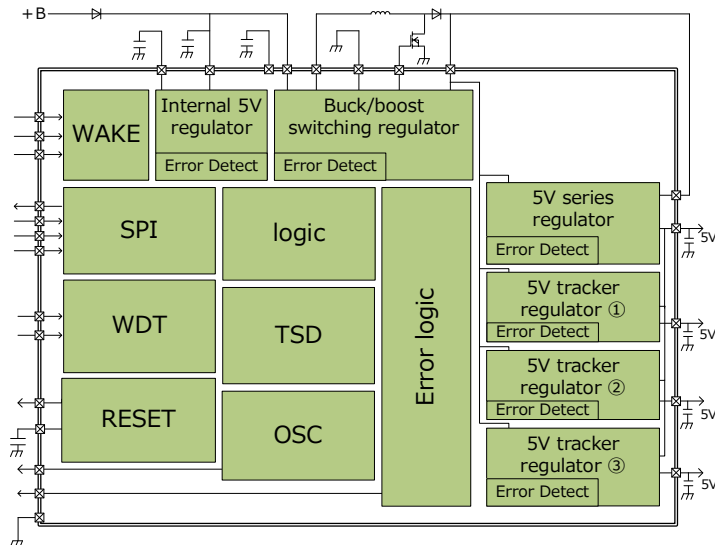 +B
WAKE
Internal 5V
regulator
Error Detect
Buck/boost
switching regulator
Error Detect
SPI
logic
Error logic
5V series
regulator
Error Detect
5V
WDT
TSD
5V tracker
regulator ①
Error Detect
5V
5V tracker
regulator ②
Error Detect
5V
RESET
OSC
5V tracker
regulator ③
Error Detect
5V